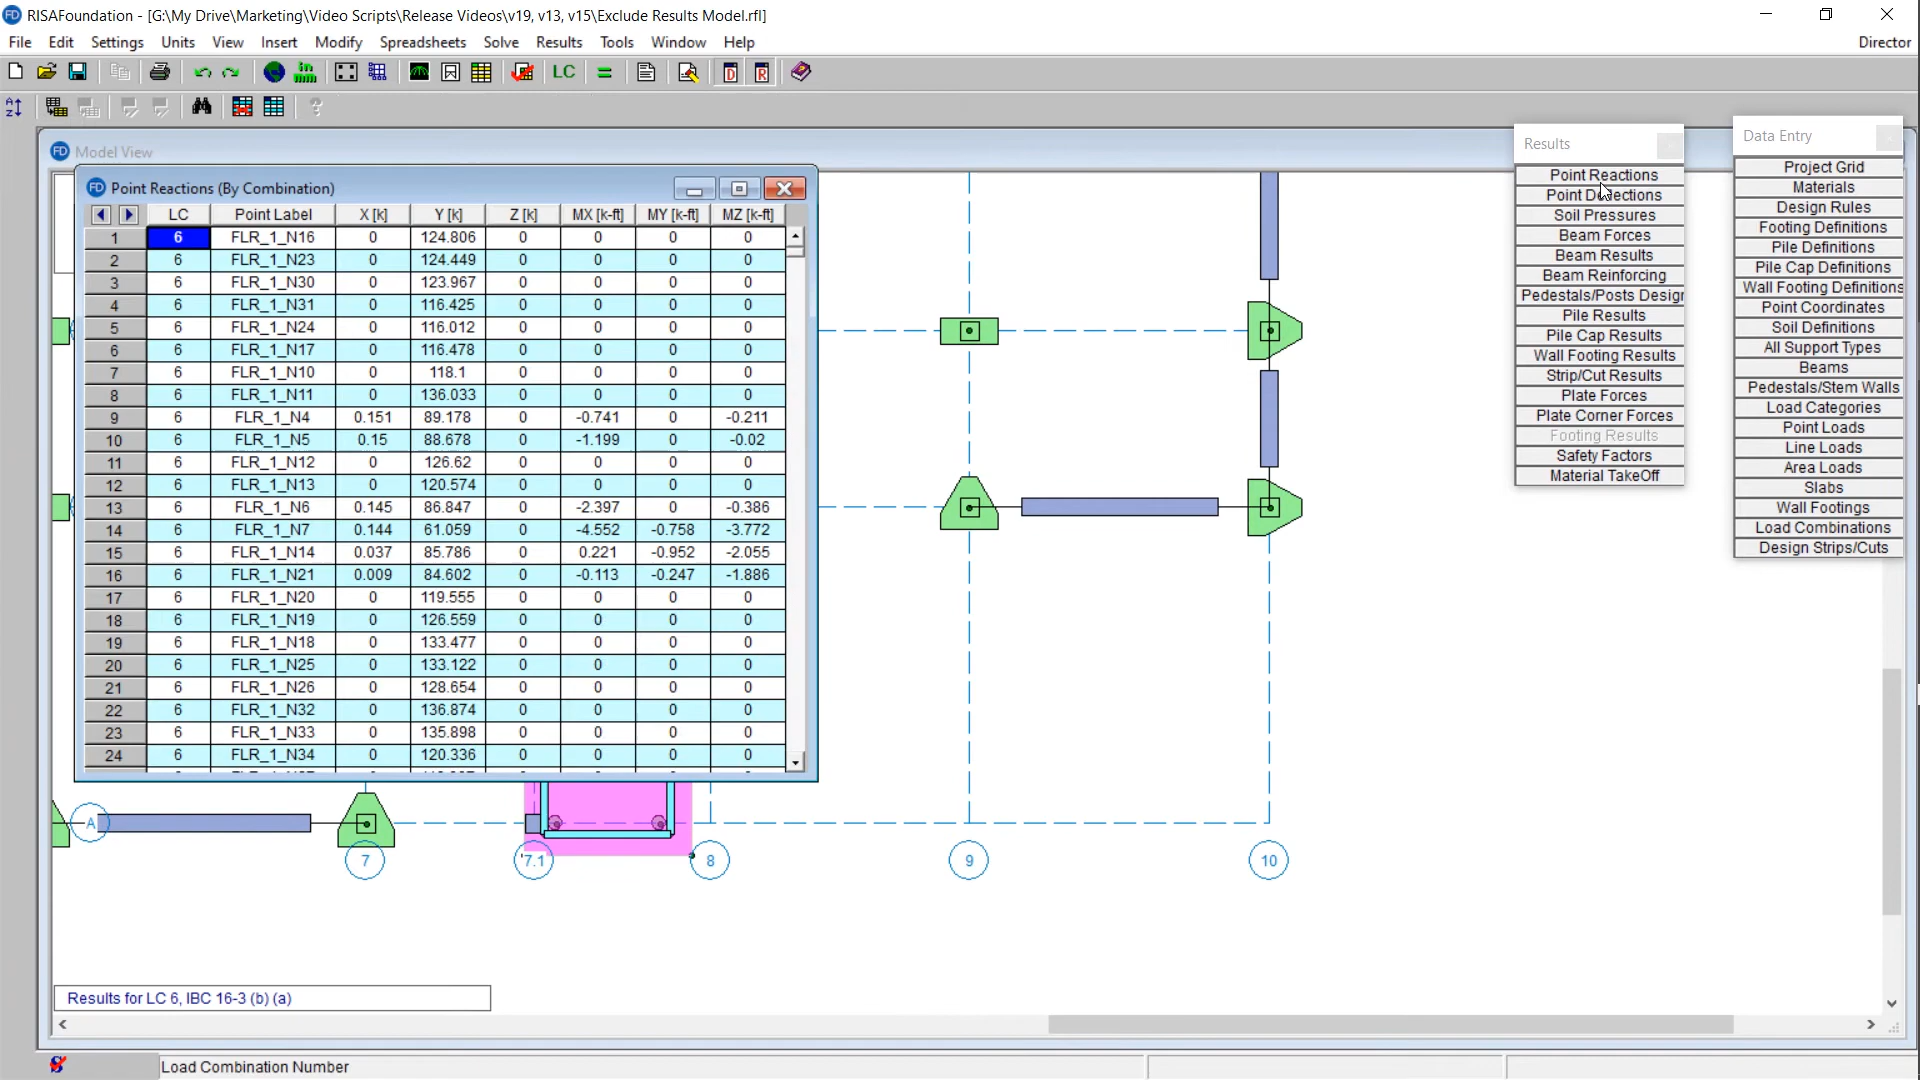 RISAFoundation - [G:\My Drive\Marketing\Video Scripts\Release Videos\v19, v13, v15\Exclude Results Model.rfl]
File Edit Settings Units View Insert Modify Spreadsheets Solve Results Tools Window Help Director
LC
D R
Model View
Point Reactions (By Combination)
LC Point Label X [k] Y [k] Z [k] MX [k-ft] MY [k-ft] MZ [k-ft]
1 6 FLR_1_N16 0 124.806 0 0 0 0
2 6 FLR_1_N23 0 124.449 0 0 0 0
3 6 FLR_1_N30 0 123.967 0 0 0 0
4 6 FLR_1_N31 0 116.425 0 0 0 0
5 6 FLR_1_N24 0 116.012 0 0 0 0
6 6 FLR_1_N17 0 116.478 0 0 0 0
7 6 FLR_1_N10 0 118.1 0 0 0 0
8 6 FLR_1_N11 0 136.033 0 0 0 0
9 6 FLR_1_N4 0.151 89.178 0 -0.741 0 -0.211
10 6 FLR_1_N5 0.15 88.678 0 -1.199 0 -0.02
11 6 FLR_1_N12 0 126.62 0 0 0 0
12 6 FLR_1_N13 0 120.574 0 0 0 0
13 6 FLR_1_N6 0.145 86.847 0 -2.397 0 -0.386
14 6 FLR_1_N7 0.144 61.059 0 -4.552 -0.758 -3.772
15 6 FLR_1_N14 0.037 85.786 0 0.221 -0.952 -2.055
16 6 FLR_1_N21 0.009 84.602 0 -0.113 -0.247 -1.886
17 6 FLR_1_N20 0 119.555 0 0 0 0
18 6 FLR_1_N19 0 126.559 0 0 0 0
19 6 FLR_1_N18 0 133.477 0 0 0 0
20 6 FLR_1_N25 0 133.122 0 0 0 0
21 6 FLR_1_N26 0 128.654 0 0 0 0
22 6 FLR_1_N32 0 136.874 0 0 0 0
23 6 FLR_1_N33 0 135.898 0 0 0 0
24 6 FLR_1_N34 0 120.336 0 0 0 0
A
7 '7.1 8 9 10
Results for LC 6, IBC 16-3 (b) (a)
Load Combination Number
Results
Point Reactions
Point Deflections
Soil Pressures
Beam Forces
Beam Results
Beam Reinforcing
Pedestals/Posts Design
Pile Results
Pile Cap Results
Wall Footing Results
Strip/Cut Results
Plate Forces
Plate Corner Forces
Footing Results
Safety Factors
Material TakeOff
Data Entry
Project Grid
Materials
Design Rules
Footing Definitions
Pile Definitions
Pile Cap Definitions
Wall Footing Definitions
Point Coordinates
Soil Definitions
All Support Types
Beams
Pedestals/Stem Walls
Load Categories
Point Loads
Line Loads
Area Loads
Slabs
Wall Footings
Load Combinations
Design Strips/Cuts